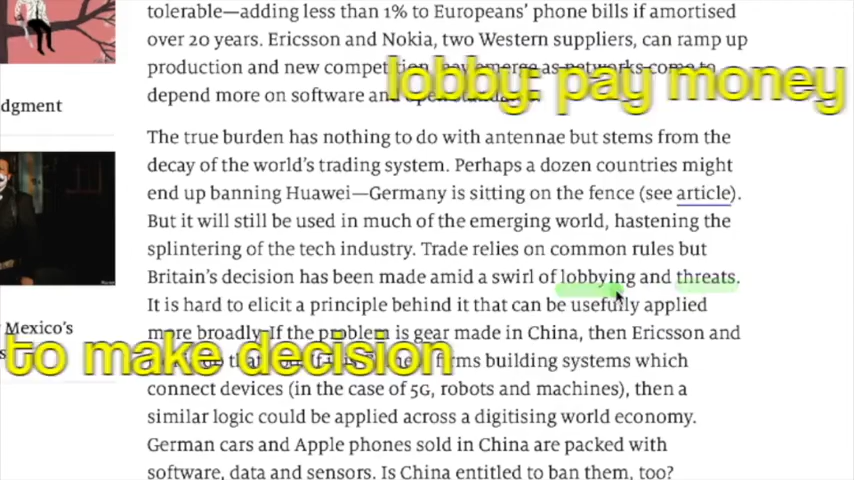 tolerable—adding less than 1% to Europeans' phone bills if amortised
over 20 years. Ericsson and Nokia, two Western suppliers, can ramp up
production and new competition may emerge as networks come to
lobby: pay money
depend more on software and open standards.
dgment
The true burden has nothing to do with antennae but stems from the
decay of the world's trading system. Perhaps a dozen countries might
end up banning Huawei—Germany is sitting on the fence (see article).
But it will still be used in much of the emerging world, hastening the
splintering of the tech industry. Trade relies on common rules but
Britain's decision has been made amid a swirl of lobbying and threats.
It is hard to elicit a principle behind it that can be usefully applied
Mexico's
more broadly. If the problem is gear made in China, then Ericsson and
to make decision
firms building systems which
connect devices (in the case of 5G, robots and machines), then a
similar logic could be applied across a digitising world economy.
German cars and Apple phones sold in China are packed with
software, data and sensors. Is China entitled to ban them, too?